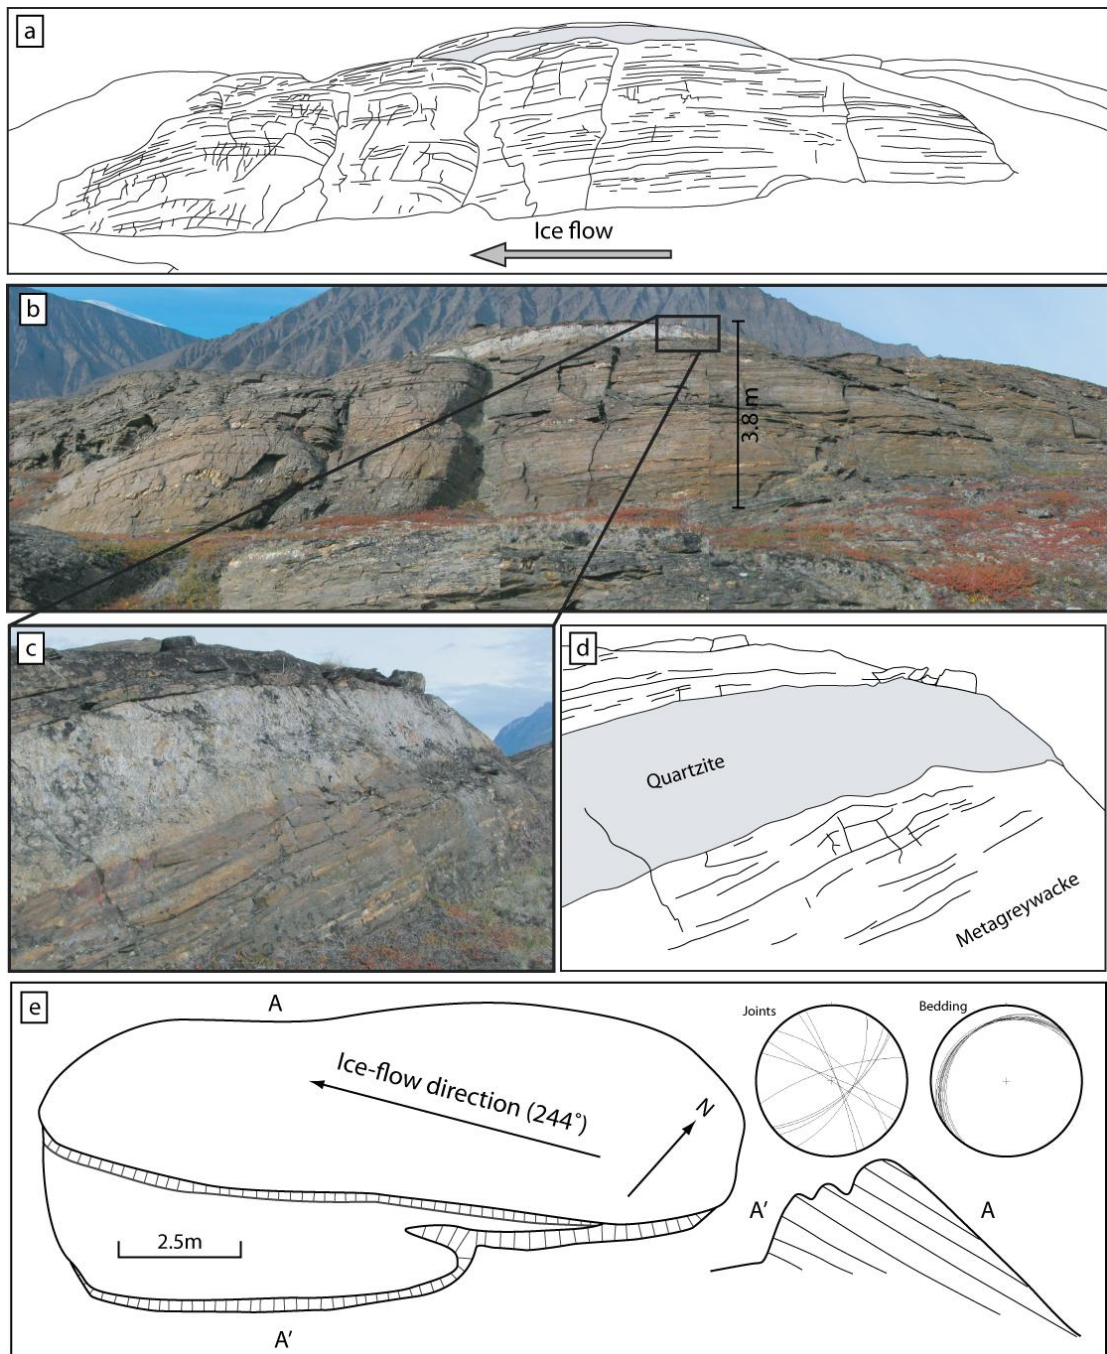 a
Ice flow
b
3.8 m
c
d
Quartzite
Metagreywacke
e
A
Joints
Bedding
Ice-flow direction (244°)
N
A'
A
2.5m
A'